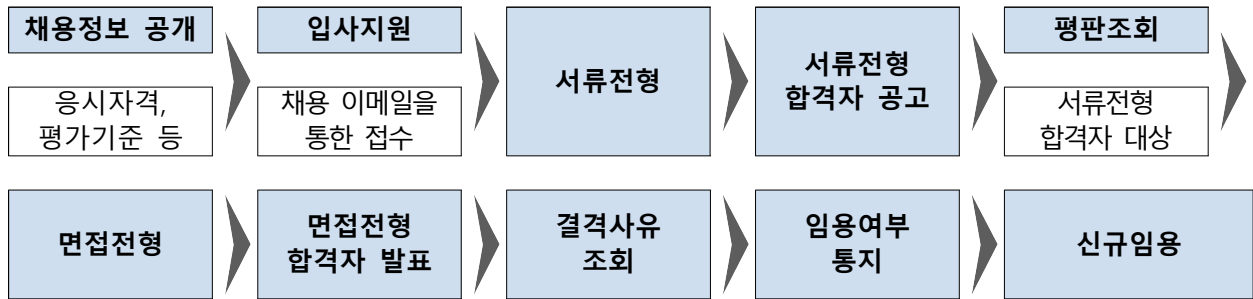 채용정보 공개
응시자격,
평가기준 등
입사지원
채용 이메일을
통한 접수
서류전형
서류전형
합격자 공고
평판조회
서류전형
합격자 대상
면접전형
면접전형
합격자 발표
결격사유
조회
임용여부
통지
신규임용